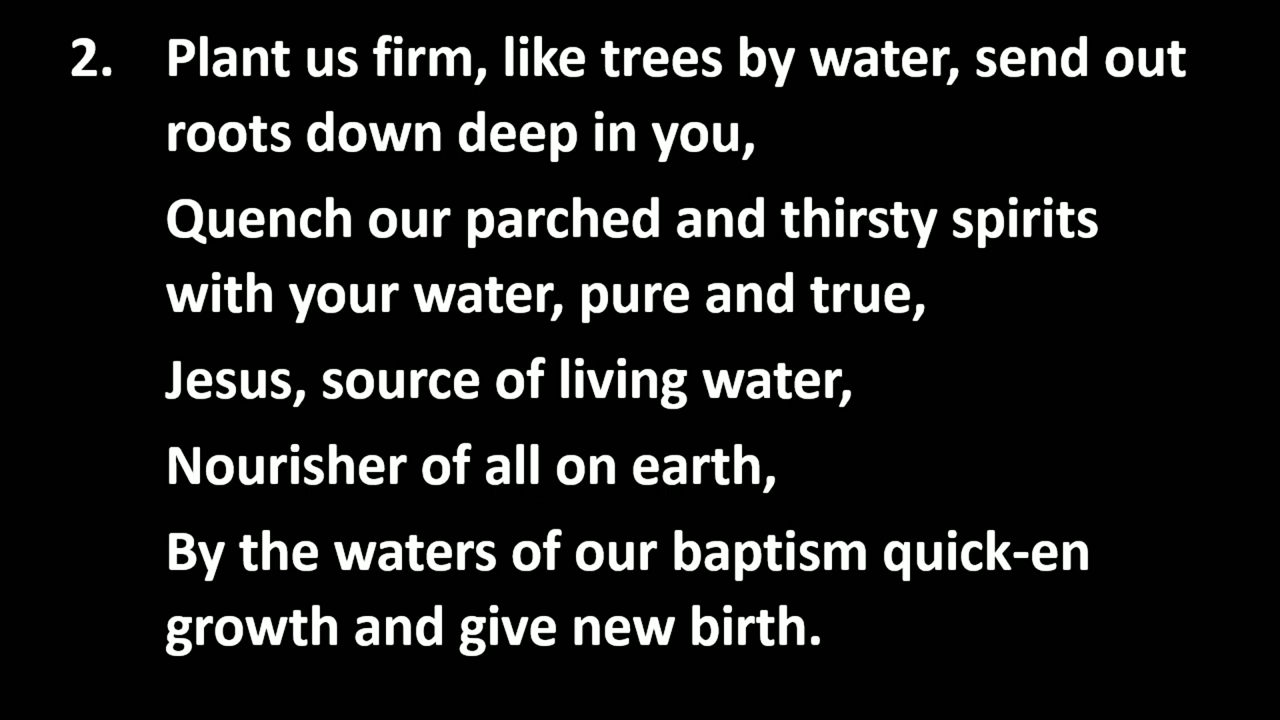 2. Plant us firm, like trees by water, send out
roots down deep in you,
Quench our parched and thirsty spirits
with your water, pure and true,
Jesus, source of living water,
Nourisher of all on earth,
By the waters of our baptism quick-en
growth and give new birth.